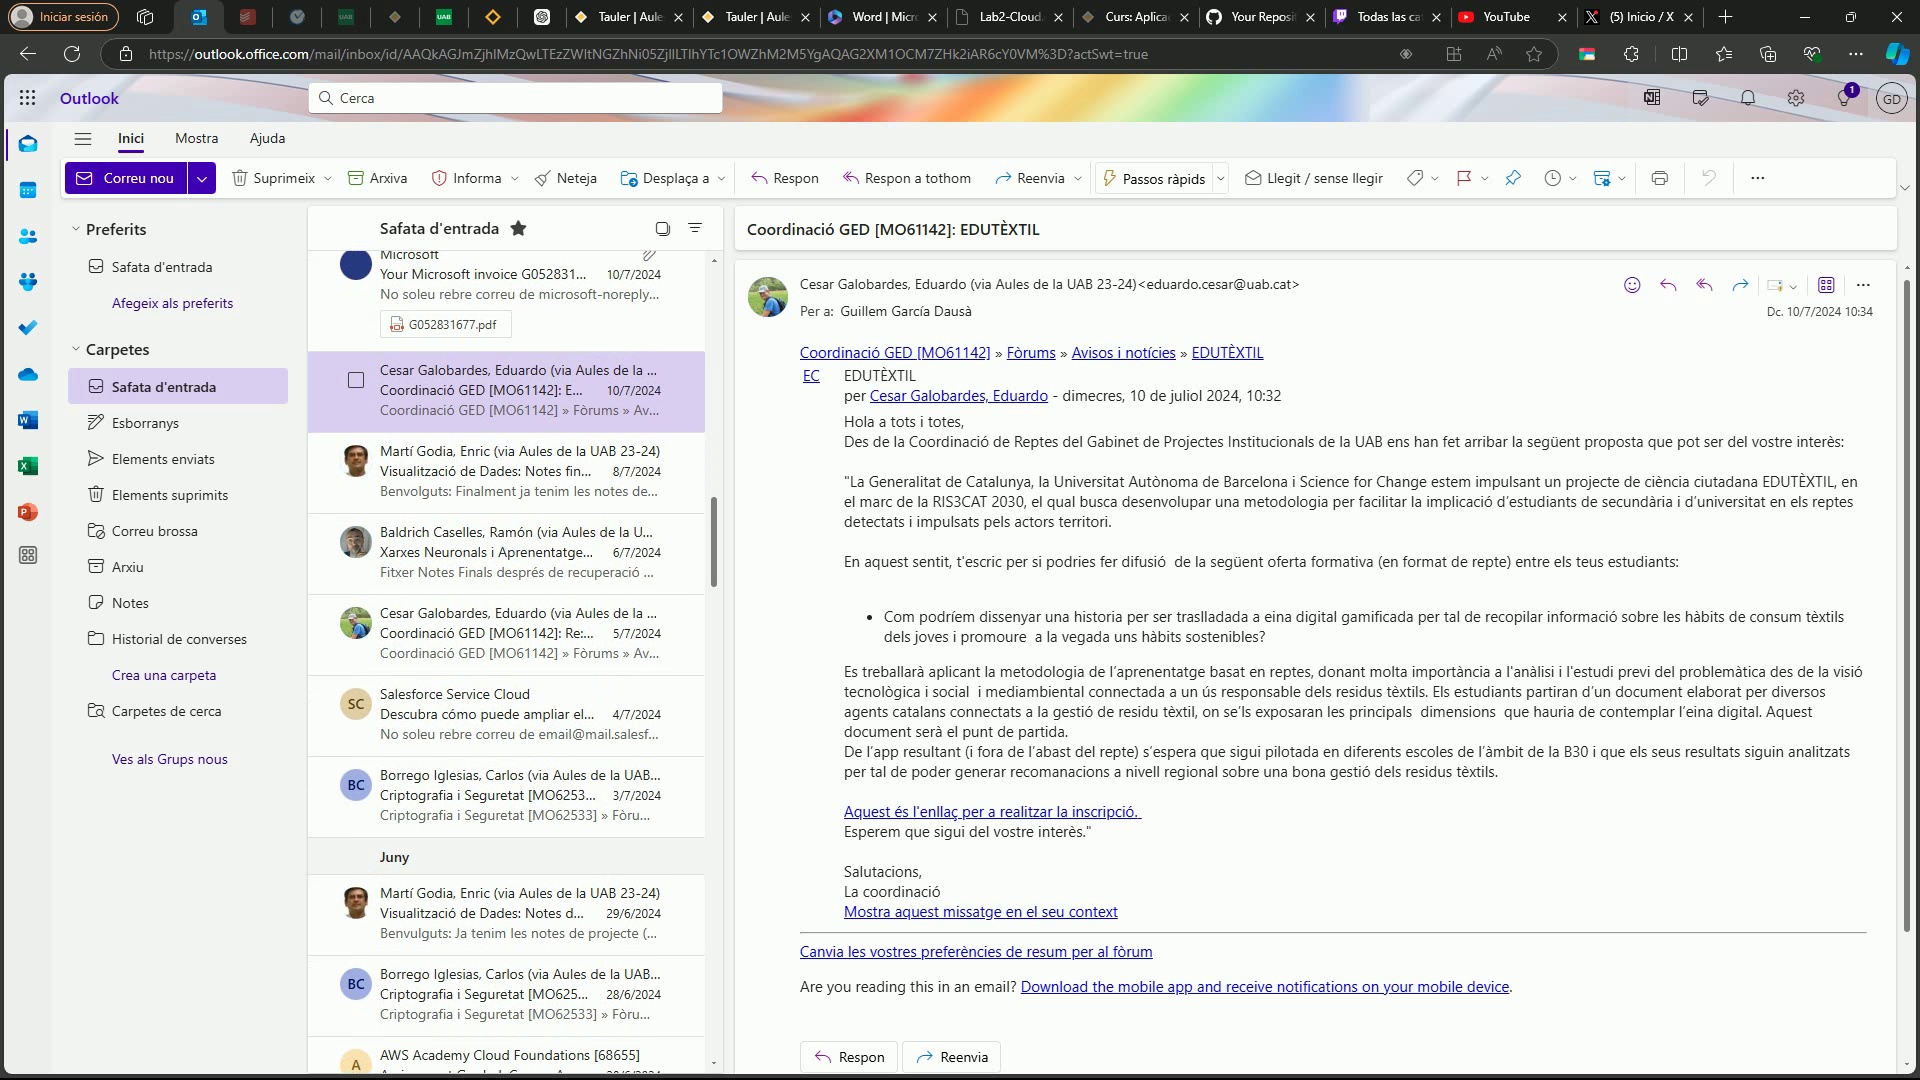 Iniciar sesión
Tauler | Aule
Tauler | Aule
Word | Micr
Lab2-Cloud.
Curs: Aplica
Your Reposi
Todas las ca
YouTube
(5) Inicio / X
https://outlook.office.com/mail/inbox/id/AAQkAGJmZjhlMzQwLTEzZWItNGZhNi05ZjllLTlhYTc1OWZhM2M5YgAQAG2XM1OCM7ZHk2iAR6cY0VM%3D?actSwt=true
Outlook
Cerca
1
GD
Inici
Mostra
Ajuda
Correu nou
Suprimeix
Arxiva
Informa
Neteja
Desplaça a
Respon
Respon a tothom
Reenvia
Passos ràpids
Llegit / sense llegir
Preferits
Safata d'entrada
Afegeix als preferits
Carpetes
Safata d'entrada
Esborranys
Elements enviats
Elements suprimits
Correu brossa
Arxiu
Notes
Historial de converses
Crea una carpeta
Carpetes de cerca
Ves als Grups nous
Safata d'entrada
Microsoft
Your Microsoft invoice G052831... 10/7/2024
No soleu rebre correu de microsoft-noreply...
G052831677.pdf
Cesar Galobardes, Eduardo (via Aules de la ...
Coordinació GED [MO61142]: E... 10/7/2024
Coordinació GED [MO61142] » Fòrums » Av...
Martí Godia, Enric (via Aules de la UAB 23-24)
Visualització de Dades: Notes fin... 8/7/2024
Benvolguts: Finalment ja tenim les notes de...
Baldrich Caselles, Ramón (via Aules de la U...
Xarxes Neuronals i Aprenentatge... 6/7/2024
Fitxer Notes Finals després de recuperació ...
Cesar Galobardes, Eduardo (via Aules de la ...
Coordinació GED [MO61142]: Re:... 5/7/2024
Coordinació GED [MO61142] » Fòrums » Av...
SC
Salesforce Service Cloud
Descubra cómo puede ampliar el... 4/7/2024
No soleu rebre correu de email@mail.salesf...
BC
Borrego Iglesias, Carlos (via Aules de la UAB...
Criptografia i Seguretat [MO6253... 3/7/2024
Criptografia i Seguretat [MO62533] » Fòru...
Juny
Martí Godia, Enric (via Aules de la UAB 23-24)
Visualització de Dades: Notes d... 29/6/2024
Benvulguts: Ja tenim les notes de projecte (...
BC
Borrego Iglesias, Carlos (via Aules de la UAB...
Criptografia i Seguretat [MO625... 28/6/2024
Criptografia i Seguretat [MO62533] » Fòru...
A
AWS Academy Cloud Foundations [68655]
Coordinació GED [MO61142]: EDUTÈXTIL
Cesar Galobardes, Eduardo (via Aules de la UAB 23-24)<eduardo.cesar@uab.cat>
Per a: Guillem García Dausà
Dc. 10/7/2024 10:34
Coordinació GED [MO61142] » Fòrums » Avisos i notícies » EDUTÈXTIL
EC
EDUTÈXTIL
per Cesar Galobardes, Eduardo - dimecres, 10 de juliol 2024, 10:32
Hola a tots i totes,
Des de la Coordinació de Reptes del Gabinet de Projectes Institucionals de la UAB ens han fet arribar la següent proposta que pot ser del vostre interès:
"La Generalitat de Catalunya, la Universitat Autònoma de Barcelona i Science for Change estem impulsant un projecte de ciència ciutadana EDUTÈXTIL, en
el marc de la RIS3CAT 2030, el qual busca desenvolupar una metodologia per facilitar la implicació d'estudiants de secundària i d'universitat en els reptes
detectats i impulsats pels actors territori.
En aquest sentit, t'escric per si podries fer difusió de la següent oferta formativa (en format de repte) entre els teus estudiants:
• Com podríem dissenyar una historia per ser traslladada a eina digital gamificada per tal de recopilar informació sobre les hàbits de consum tèxtils
dels joves i promoure a la vegada uns hàbits sostenibles?
Es treballarà aplicant la metodologia de l'aprenentatge basat en reptes, donant molta importància a l'anàlisi i l'estudi previ del problemàtica des de la visió
tecnològica i social i mediambiental connectada a un ús responsable dels residus tèxtils. Els estudiants partiran d'un document elaborat per diversos
agents catalans connectats a la gestió de residu tèxtil, on se'ls exposaran les principals dimensions que hauria de contemplar l'eina digital. Aquest
document serà el punt de partida.
De l'app resultant (i fora de l'abast del repte) s'espera que sigui pilotada en diferents escoles de l'àmbit de la B30 i que els seus resultats siguin analitzats
per tal de poder generar recomanacions a nivell regional sobre una bona gestió dels residus tèxtils.
Aquest és l'enllaç per a realitzar la inscripció.
Esperem que sigui del vostre interès."
Salutacions,
La coordinació
Mostra aquest missatge en el seu context
Canvia les vostres preferències de resum per al fòrum
Are you reading this in an email? Download the mobile app and receive notifications on your mobile device.
Respon
Reenvia